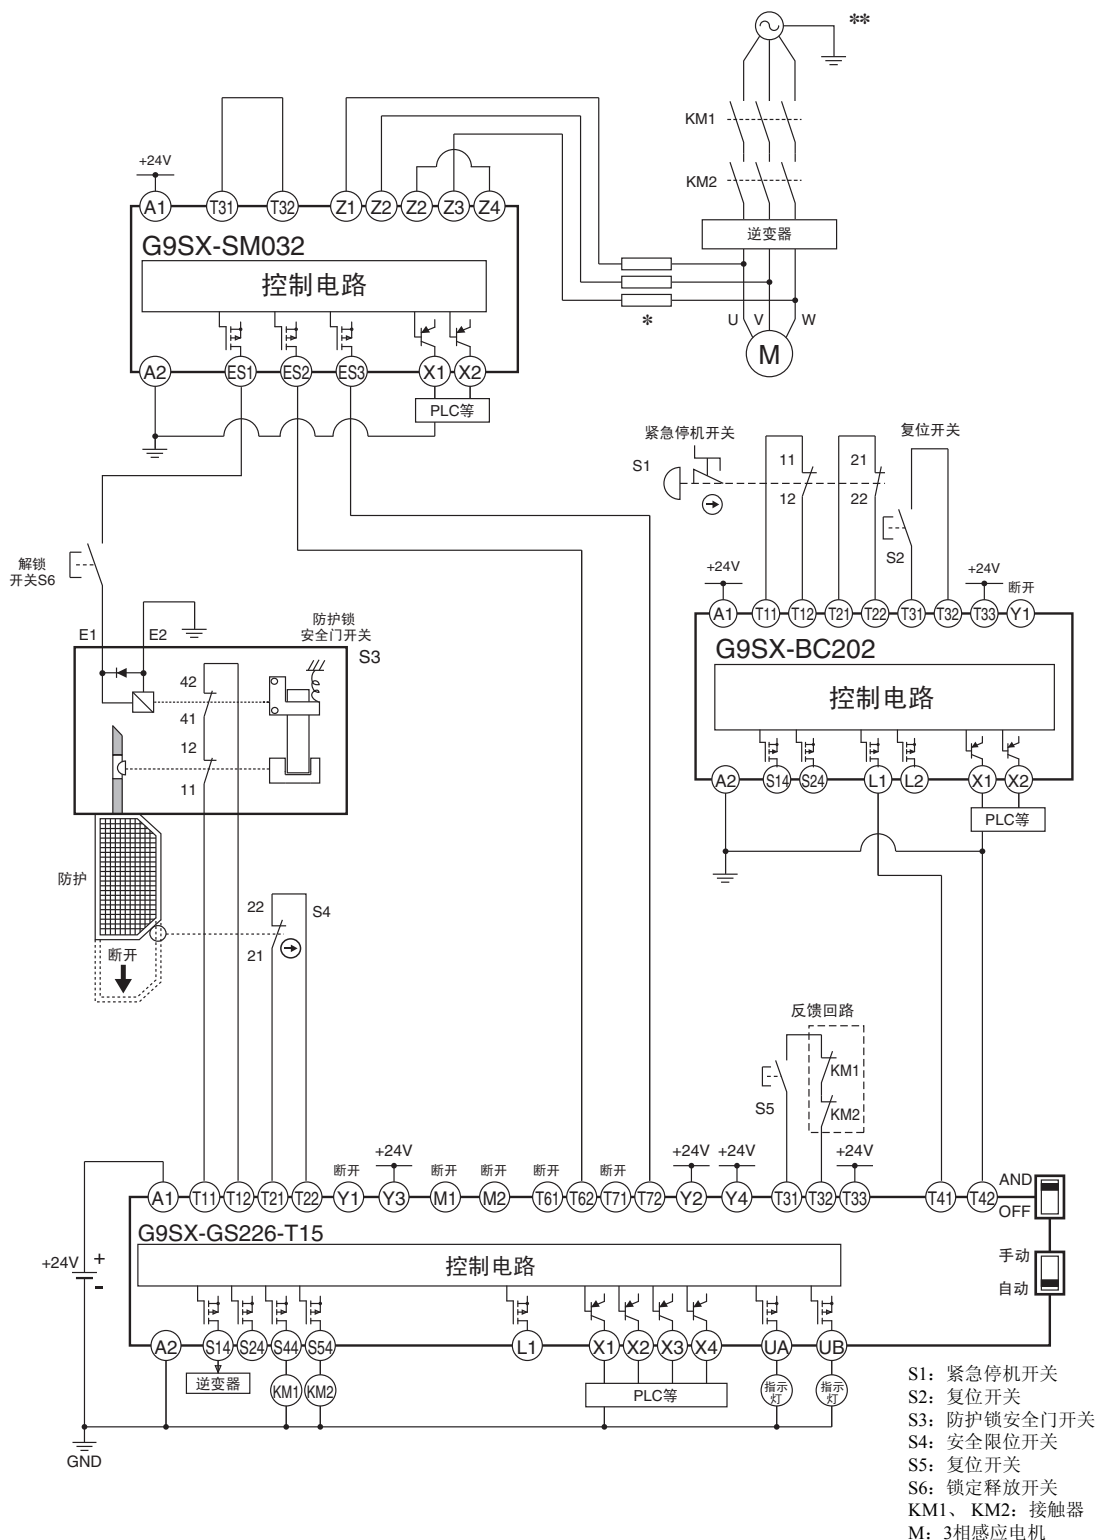 **
KM1
KM2
逆变器
*
U V W
M
+24V
A1 T31 T32 Z1 Z2 Z2 Z3 Z4
G9SX-SM032
控制电路
A2 ES1 ES2 ES3 X1 X2
PLC等
紧急停机开关
S1
11
12
21
22
复位开关
S2
+24V
+24V
断开
A1 T11 T12 T21 T22 T31 T32 T33 Y1
G9SX-BC202
控制电路
A2 S14 S24 L1 L2 X1 X2
PLC等
解锁
开关S6
E1 E2
防护锁
安全门开关
S3
42
41
12
11
防护
断开
22
21
S4
反馈回路
KM1
KM2
S5
断开 +24V 断开 断开 断开 断开 +24V +24V +24V
A1 T11 T12 T21 T22 Y1 Y3 M1 M2 T61 T62 T71 T72 Y2 Y4 T31 T32 T33 T41 T42
AND
OFF
手动
自动
G9SX-GS226-T15
控制电路
+24V
+
-
A2 S14 S24 S44 S54 L1 X1 X2 X3 X4 UA UB
逆变器
KM1 KM2
PLC等
指示
灯
指示
灯
GND
S1：紧急停机开关
S2：复位开关
S3：防护锁安全门开关
S4：安全限位开关
S5：复位开关
S6：锁定释放开关
KM1、 KM2：接触器
M：3相感应电机